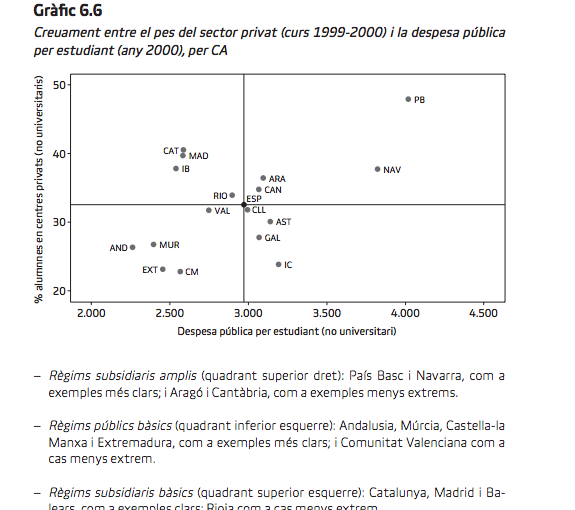 Gràfic 6.6
Creuament entre el pes del sector privat (curs 1999-2000) i la despesa pública
per estudiant (any 2000), per CA
% alumnnes en centres privats (no universitaris)
50
40
30
20
PB
CAT
MAD
IB
NAV
ARA
CAN
RIO
ESP
VAL
CLL
AST
GAL
AND
MUR
EXT
CM
IC
2.000
2.500
3.000
3.500
4.000
4.500
Despesa pública per estudiant (no universitari)
– Règims subsidiaris amplis (quadrant superior dret): País Basc i Navarra, com a
exemples més clars; i Aragó i Cantàbria, com a exemples menys extrems.
– Règims públics bàsics (quadrant inferior esquerre): Andalusia, Múrcia, Castella-la
Manxa i Extremadura, com a exemples més clars; i Comunitat Valenciana com a
cas menys extrem.
– Règims subsidiaris bàsics (quadrant superior esquerre): Catalunya, Madrid i Ba-
lears, com a exemples clars; Rioja com a cas menys extrem.